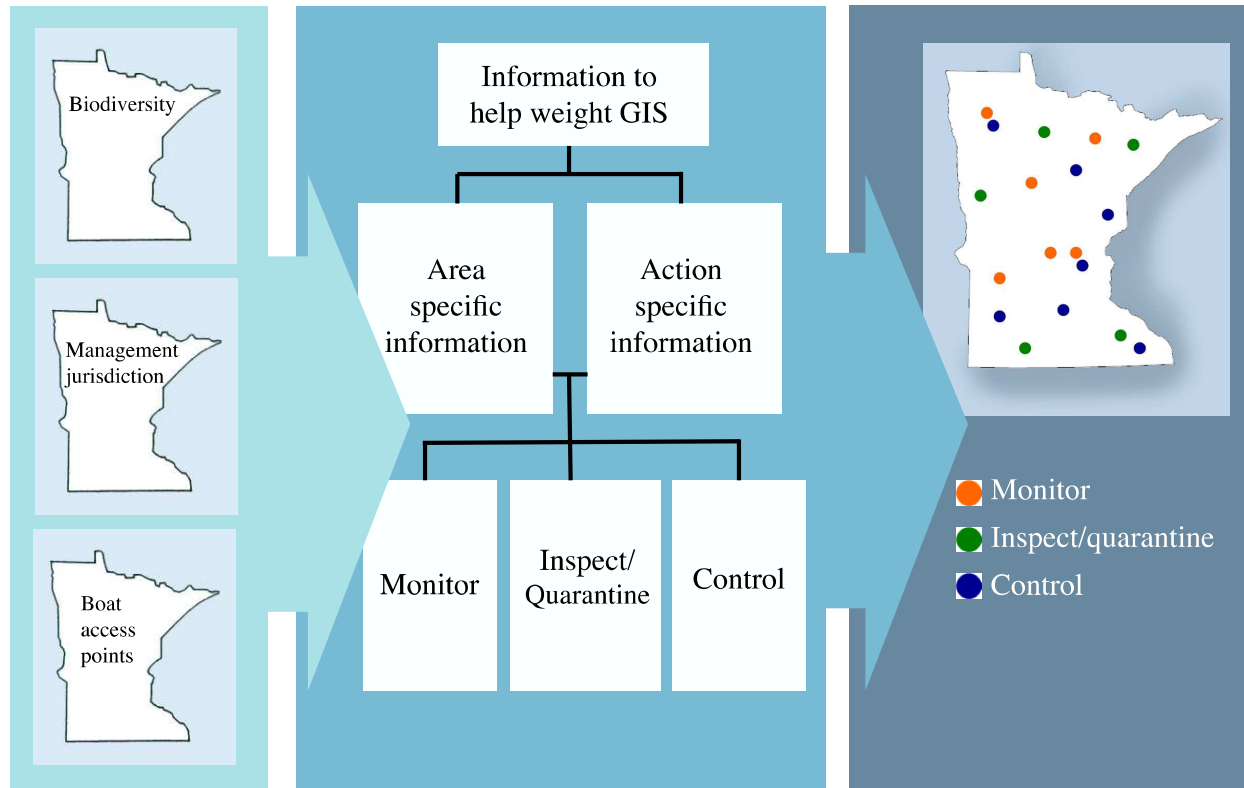 Biodiversity
Management
jurisdiction
Boat
access
points
Information to
help weight GIS
Area
specific
information
Action
specific
information
Monitor
Inspect/
Quarantine
Control
Monitor
Inspect/quarantine
Control